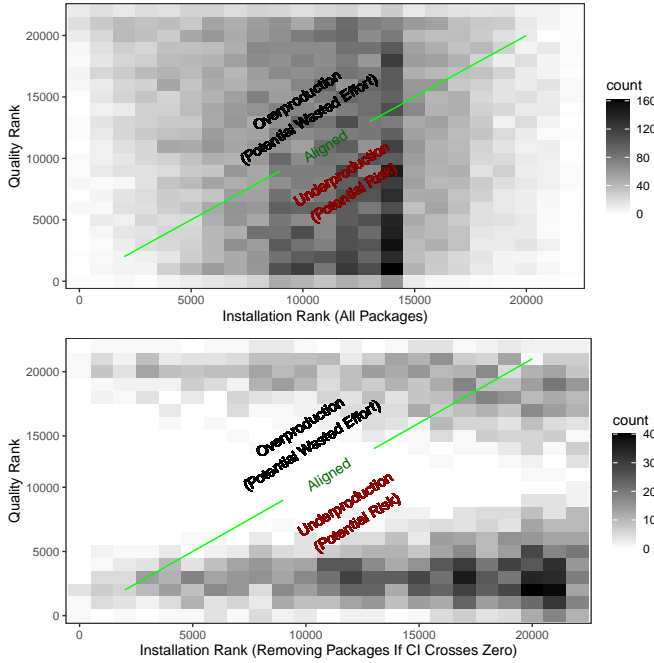 20000
15000
10000
5000
0
Quality Rank
Overproduction
(Potential Wasted Effort)
Aligned
Underproduction
(Potential Risk)
0 5000 10000 15000 20000
Installation Rank (All Packages)
count
160
120
80
40
0
20000
15000
10000
5000
0
Quality Rank
Overproduction
(Potential Wasted Effort)
Aligned
Underproduction
(Potential Risk)
0 5000 10000 15000 20000
Installation Rank (Removing Packages If CI Crosses Zero)
count
40
30
20
10
0